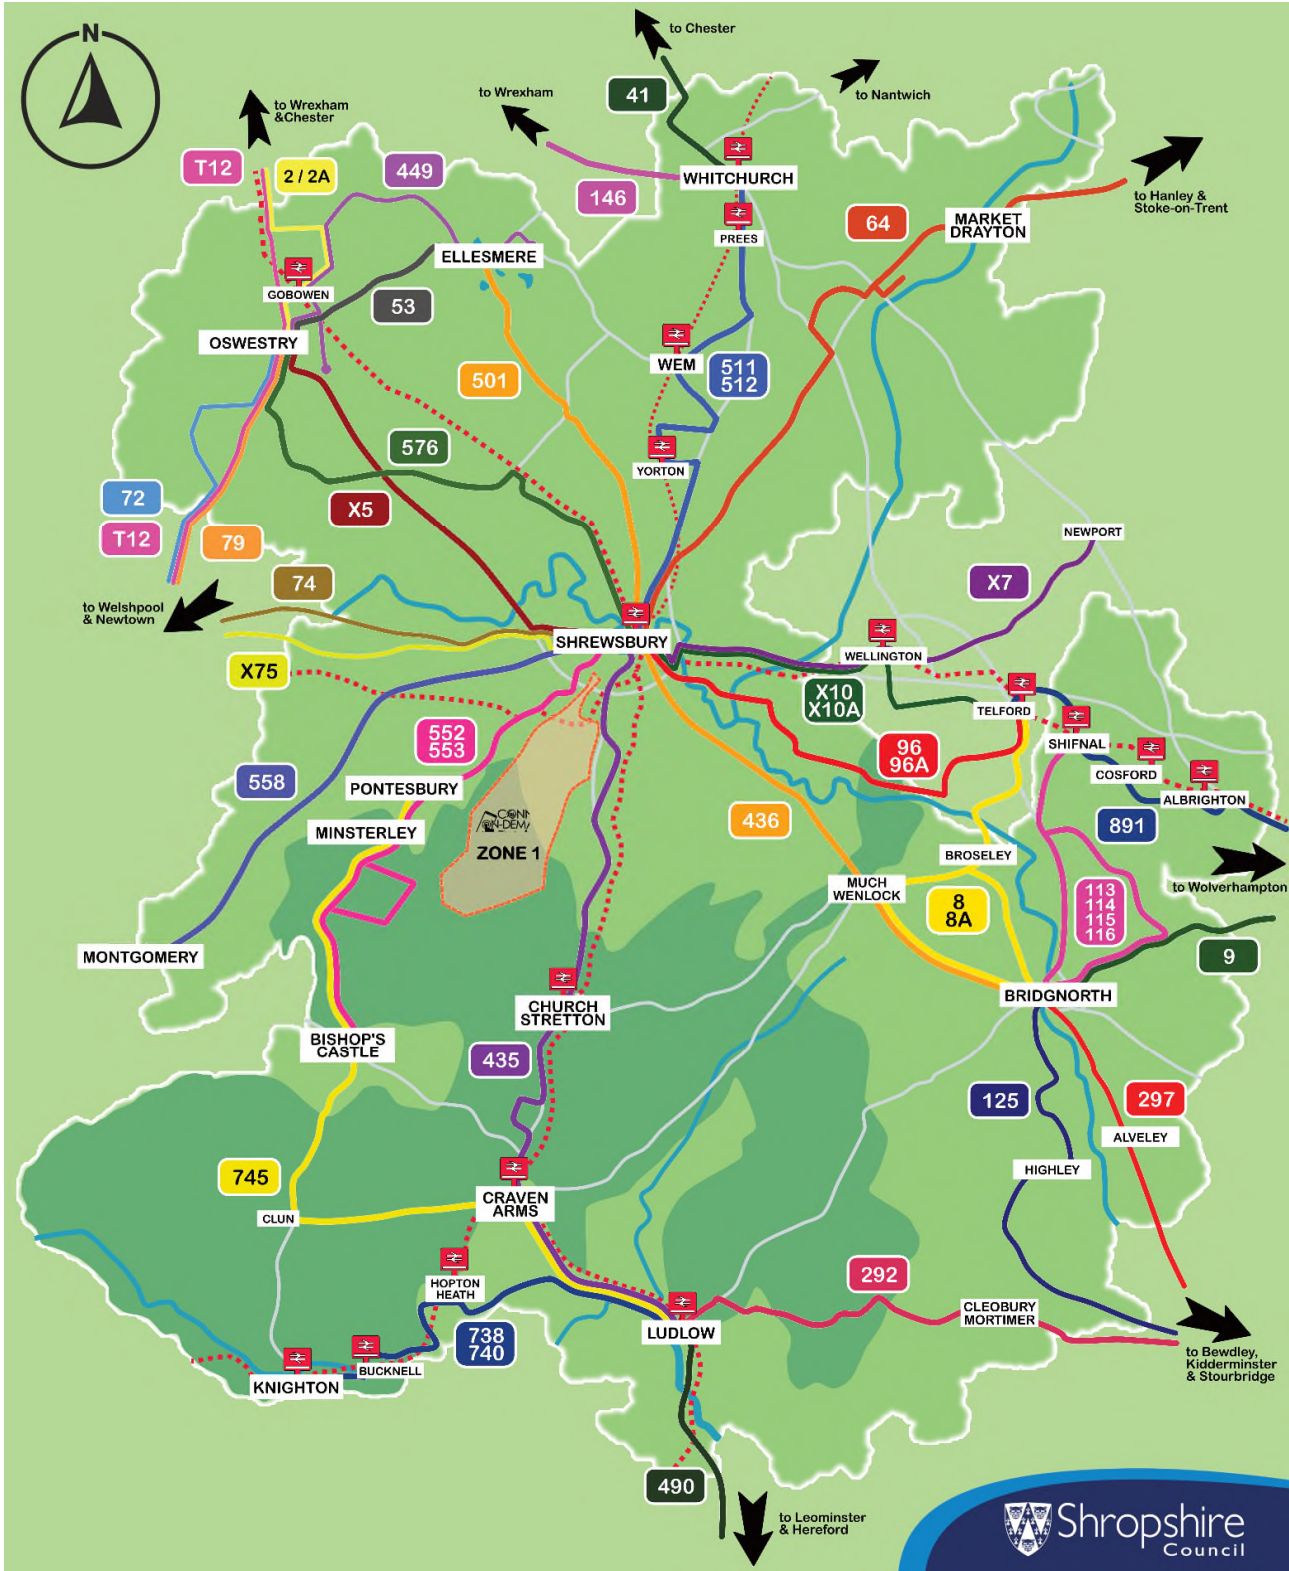 N
to Chester
41
to Wrexham
to Nantwich
to Wrexham
&Chester
T12
2 / 2A
449
146
WHITCHURCH
to Hanley &
Stoke-on-Trent
64
MARKET
DRAYTON
PREES
ELLESMERE
GOBOWEN
53
OSWESTRY
WEM
501
511
512
576
YORTON
72
X5
T12
79
NEWPORT
74
X7
to Welshpool
& Newtown
SHREWSBURY
WELLINGTON
X75
X10
X10A
TELFORD
552
553
96
96A
SHIFNAL
COSFORD
558
PONTESBURY
ALBRIGHTON
MINSTERLEY
436
891
ZONE 1
BROSELEY
to Wolverhampton
MUCH
WENLOCK
8
8A
113
114
115
116
MONTGOMERY
9
BRIDGNORTH
CHURCH
STRETTON
BISHOP'S
CASTLE
435
125
297
ALVELEY
HIGHLEY
745
CRAVEN
ARMS
CLUN
HOPTON
HEATH
292
CLEOBURY
MORTIMER
738
740
LUDLOW
to Bewdley,
Kidderminster
& Stourbridge
BUCKNELL
KNIGHTON
490
to Leominster
& Hereford
Shropshire
Council